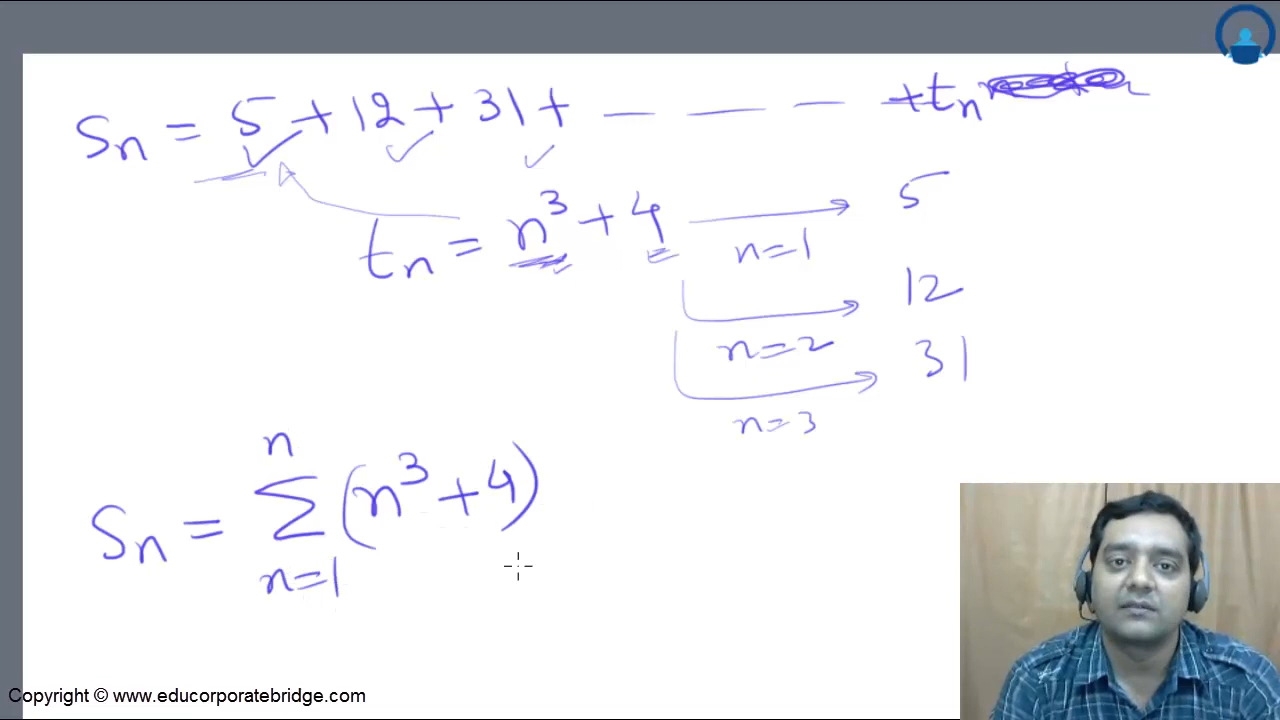 Sn = 5 + 12 + 31 + — — — + tn
tn = n³ + 4 → 5
n=1
→ 12
n=2
→ 31
n=3
n
Sn = Σ (n³ + 4)
n=1
Copyright © www.educorporatebridge.com